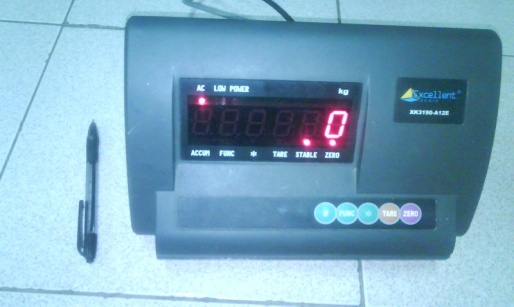 AC LOW POWER kg
0
ACCUM FUNC * TARE STABLE ZERO
Excellent
XK3190-A12E
# FUNC * TARE ZERO